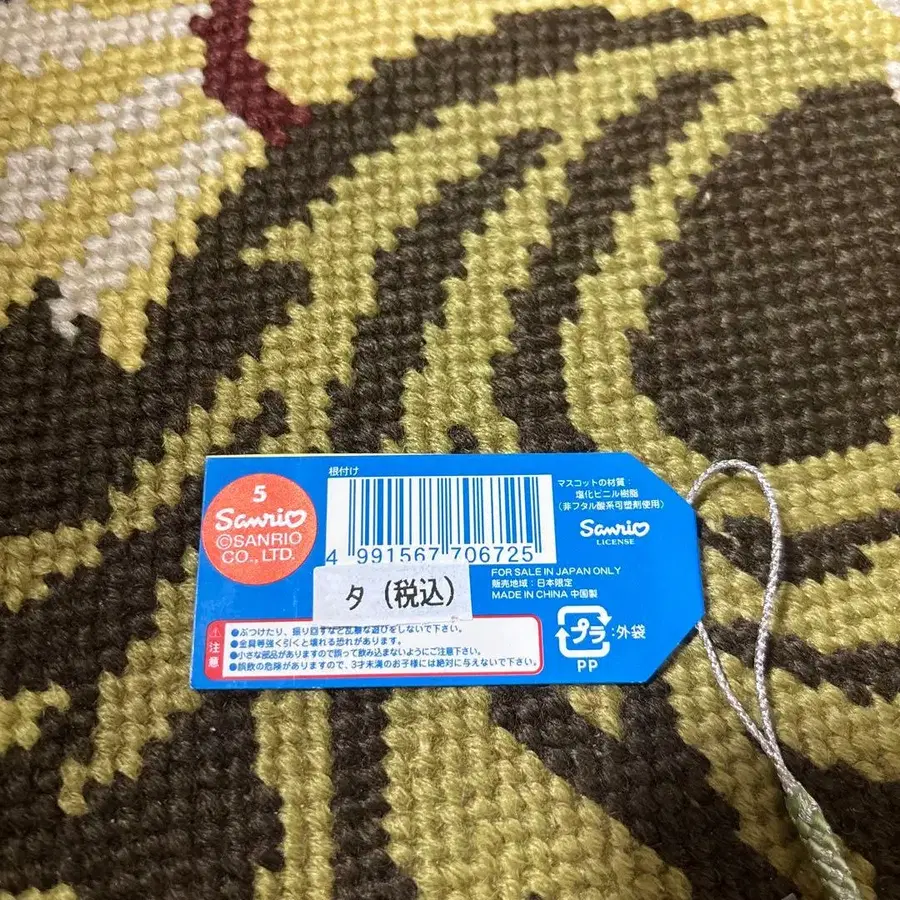 5
Sanrio
©SANRIO
CO., LTD.
根付け
4 991567 706725
タ (税込)
マスコットの材質:
塩化ビニル樹脂
(非フタル酸系可塑剤使用)
Sanrio
LICENSE
FOR SALE IN JAPAN ONLY
販売地域:日本限定
MADE IN CHINA 中国製
プラ:外袋
PP
注意
●ぶつけたり、振り回すなど乱暴な遊びをしないで下さい。
●金具等強く引くと壊れる恐れがあります。
●小さな部品がありますので誤って飲み込まないようにご注意下さい。
●誤飲の危険がありますので、3才未満のお子様には絶対に与えないで下さい。